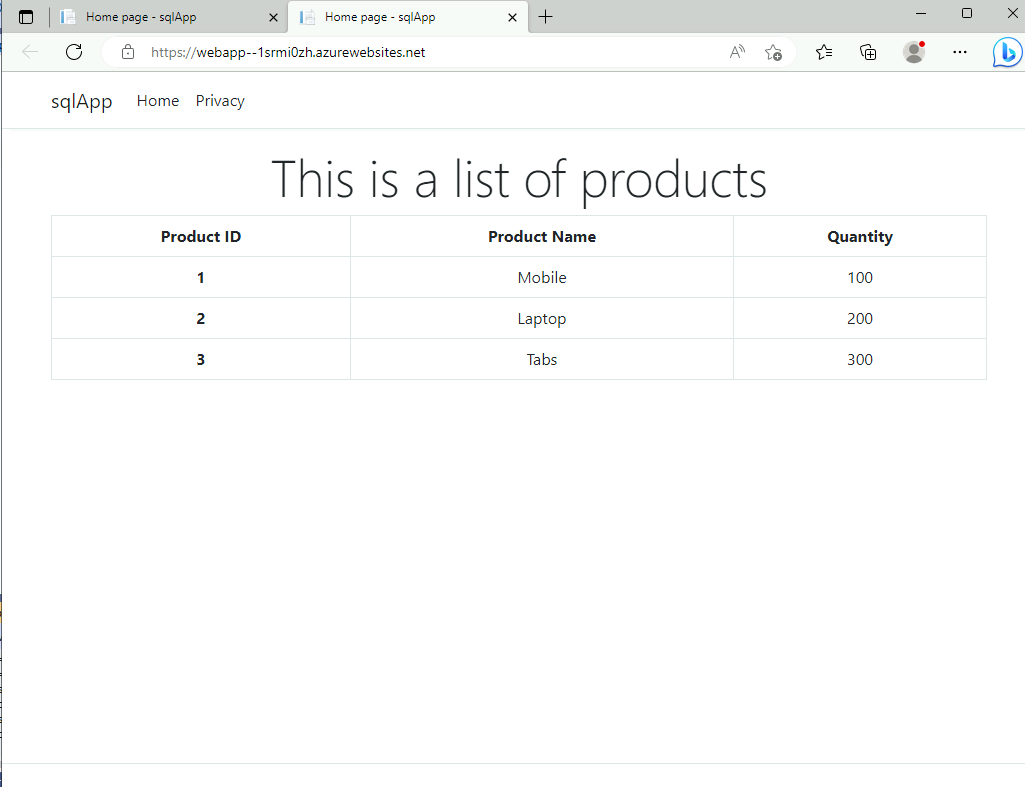 Home page - sqlApp
Home page - sqlApp
https://webapp--1srmi0zh.azurewebsites.net
sqlApp Home Privacy
This is a list of products
Product ID Product Name Quantity
1 Mobile 100
2 Laptop 200
3 Tabs 300